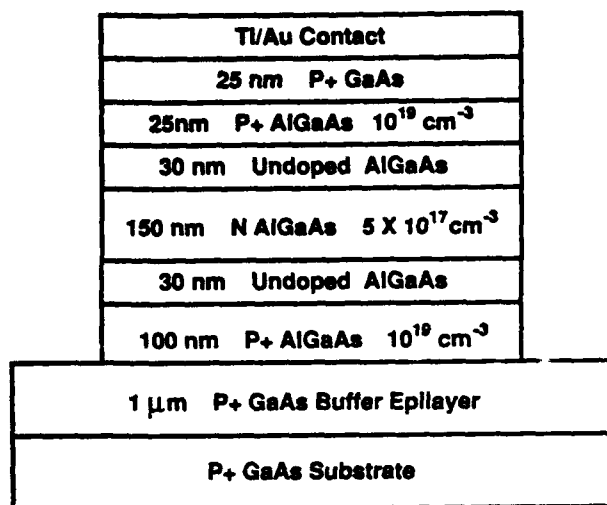 Ti/Au Contact
25 nm P+ GaAs
25nm P+ AlGaAs 10¹⁹ cm⁻³
30 nm Undoped AlGaAs
150 nm N AlGaAs 5 X 10¹⁷cm⁻³
30 nm Undoped AlGaAs
100 nm P+ AlGaAs 10¹⁹ cm⁻³
1 μm P+ GaAs Buffer Epilayer
P+ GaAs Substrate